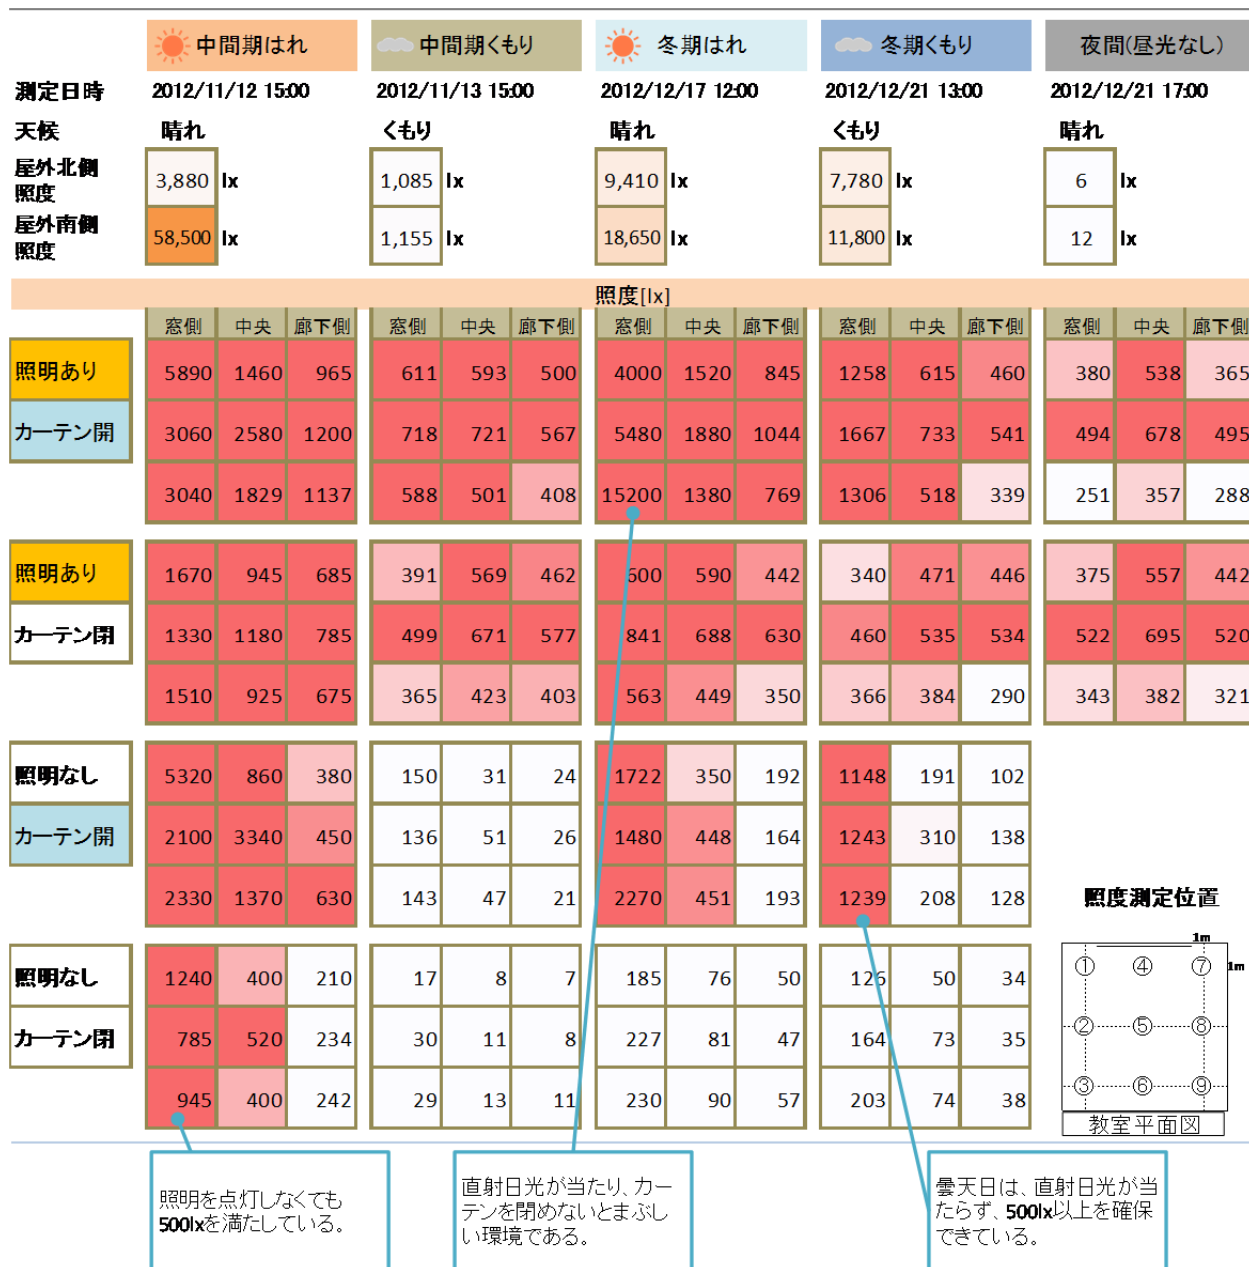 中間期はれ 中間期くもり 冬期はれ 冬期くもり 夜間(昼光なし)
測定日時 2012/11/12 15:00 2012/11/13 15:00 2012/12/17 12:00 2012/12/21 13:00 2012/12/21 17:00
天候 晴れ くもり 晴れ くもり 晴れ
屋外北側
照度 3,880 lx 1,085 lx 9,410 lx 7,780 lx 6 lx
屋外南側
照度 58,500 lx 1,155 lx 18,650 lx 11,800 lx 12 lx
照度[lx]
窓側 中央 廊下側 窓側 中央 廊下側 窓側 中央 廊下側 窓側 中央 廊下側 窓側 中央 廊下側
照明あり 5890 1460 965 611 593 500 4000 1520 845 1258 615 460 380 538 365
カーテン開 3060 2580 1200 718 721 567 5480 1880 1044 1667 733 541 494 678 495
3040 1829 1137 588 501 408 15200 1380 769 1306 518 339 251 357 288
照明あり 1670 945 685 391 569 462 600 590 442 340 471 446 375 557 442
カーテン閉 1330 1180 785 499 671 577 841 688 630 460 535 534 522 695 520
1510 925 675 365 423 403 563 449 350 366 384 290 343 382 321
照明なし 5320 860 380 150 31 24 1722 350 192 1148 191 102
カーテン開 2100 3340 450 136 51 26 1480 448 164 1243 310 138
2330 1370 630 143 47 21 2270 451 193 1239 208 128
照明なし 1240 400 210 17 8 7 185 76 50 126 50 34
カーテン閉 785 520 234 30 11 8 227 81 47 164 73 35
945 400 242 29 13 11 230 90 57 203 74 38
照度測定位置
1m
① ④ ⑦ 1m
② ⑤ ⑧
③ ⑥ ⑨
教室平面図
照明を点灯しなくても
500lxを満たしている。
直射日光が当たり、カー
テンを閉めないとまぶし
い環境である。
曇天日は、直射日光が当
たらず、500lx以上を確保
できている。